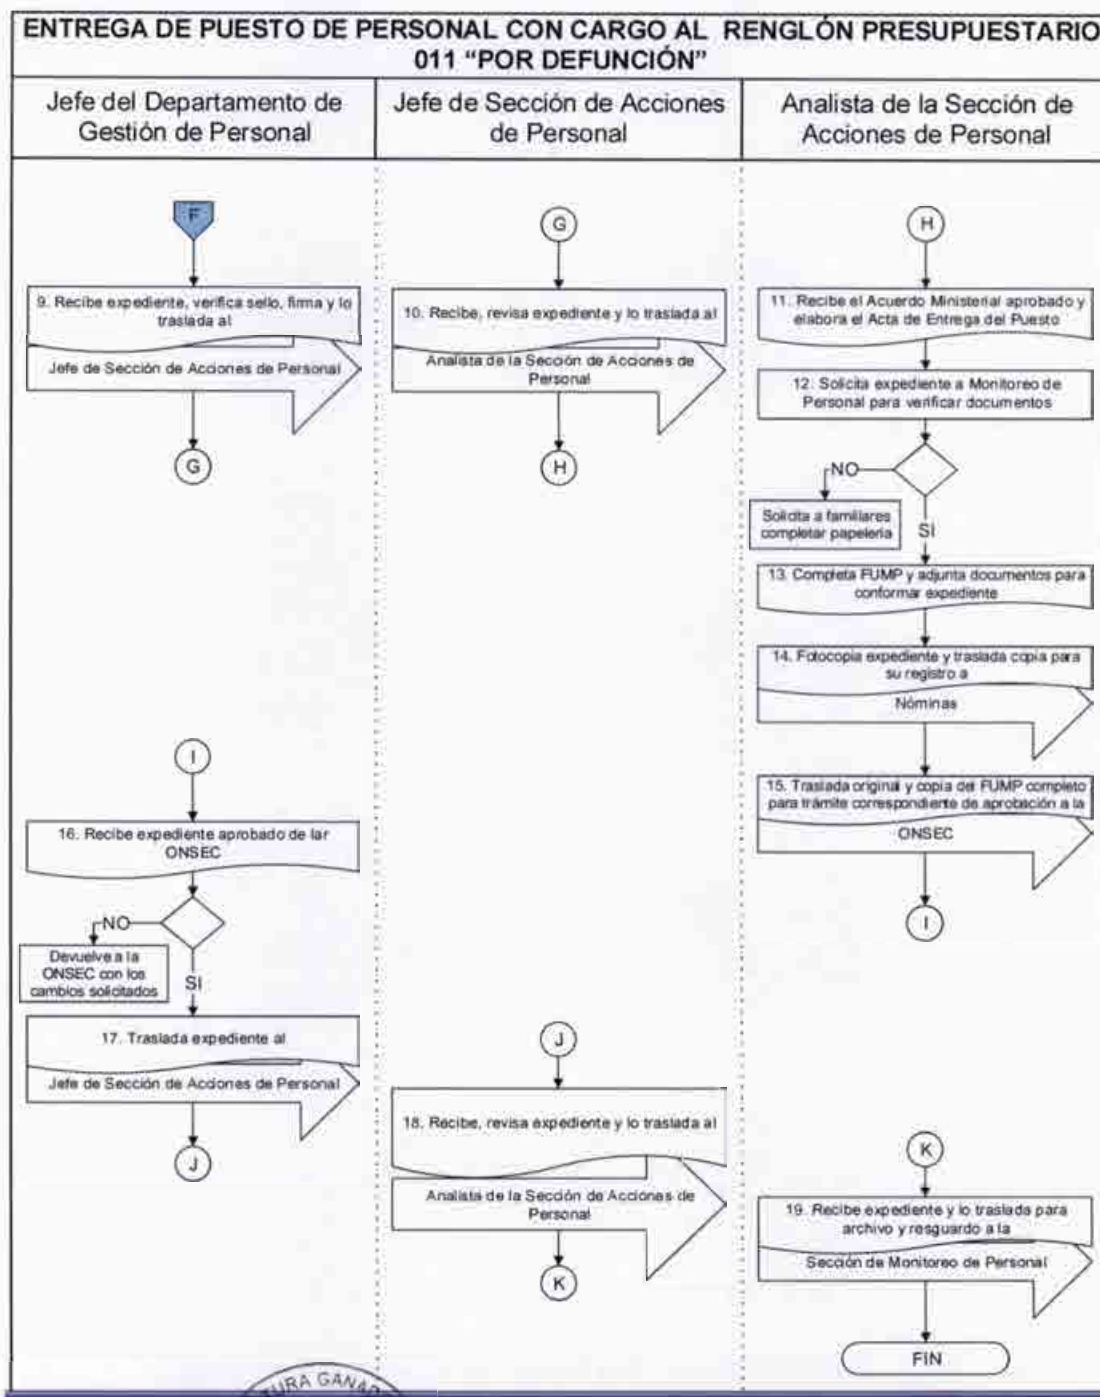 ENTREGA DE PUESTO DE PERSONAL CON CARGO AL RENGLÓN PRESUPUESTARIO
011 “POR DEFUNCIÓN”
Jefe del Departamento de
Gestión de Personal
Jefe de Sección de Acciones
de Personal
Analista de la Sección de
Acciones de Personal
F
9. Recibe expediente, verifica sello, firma y lo
traslada al
Jefe de Sección de Acciones de Personal
G
G
10. Recibe, revisa expediente y lo traslada al
Analista de la Sección de Acciones de
Personal
H
H
11. Recibe el Acuerdo Ministerial aprobado y
elabora el Acta de Entrega del Puesto
12. Solicita expediente a Monitoreo de
Personal para verificar documentos
NO
Solicita a familiares
completar papelería
SI
13. Completa FUMP y adjunta documentos para
conformar expediente
14. Fotocopia expediente y traslada copia para
su registro a
Nóminas
15. Traslada original y copia del FUMP completo
para trámite correspondiente de aprobación a la
ONSEC
I
I
16. Recibe expediente aprobado de lar
ONSEC
NO
Devuelve a la
ONSEC con los
cambios solicitados
SI
17. Traslada expediente al
Jefe de Sección de Acciones de Personal
J
J
18. Recibe, revisa expediente y lo traslada al
Analista de la Sección de Acciones de
Personal
K
K
19. Recibe expediente y lo traslada para
archivo y resguardo a la
Sección de Monitoreo de Personal
FIN